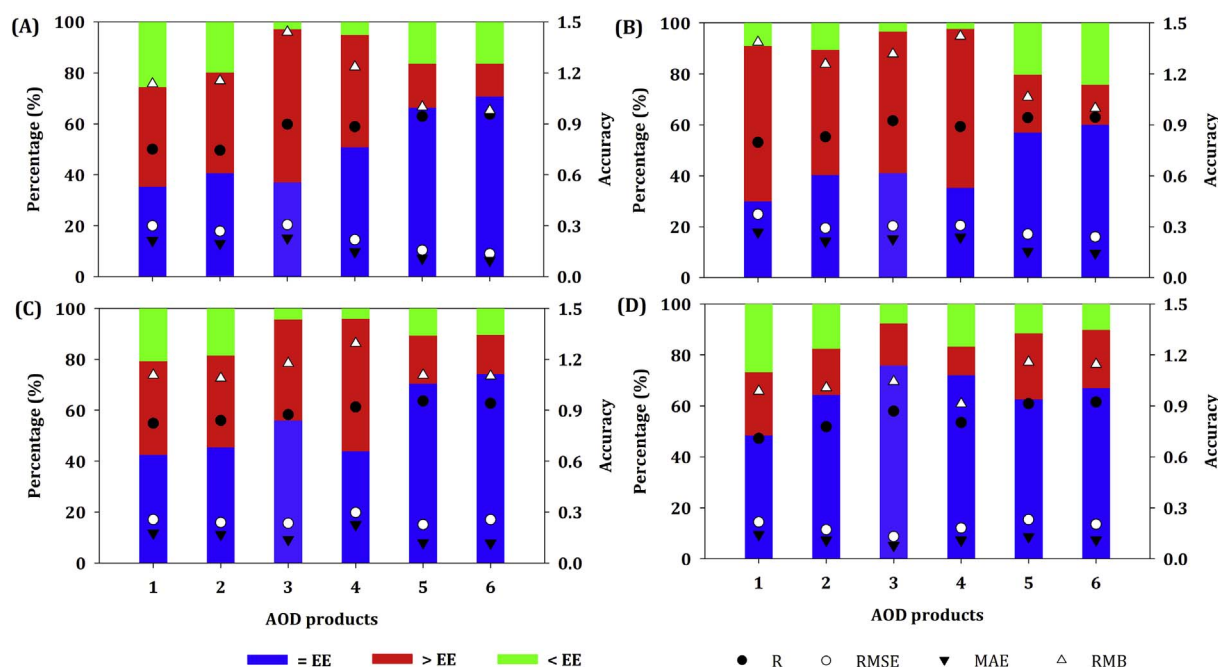 (A)
Percentage (%)
100
80
60
40
20
0
1.5
1.2
0.9
0.6
0.3
0.0
Accuracy
(B)
Percentage (%)
100
80
60
40
20
0
1.5
1.2
0.9
0.6
0.3
0.0
Accuracy
(C)
Percentage (%)
100
80
60
40
20
0
1.5
1.2
0.9
0.6
0.3
0.0
Accuracy
1 2 3 4 5 6
AOD products
(D)
Percentage (%)
100
80
60
40
20
0
1.5
1.2
0.9
0.6
0.3
0.0
Accuracy
1 2 3 4 5 6
AOD products
= EE > EE < EE
R RMSE MAE RMB